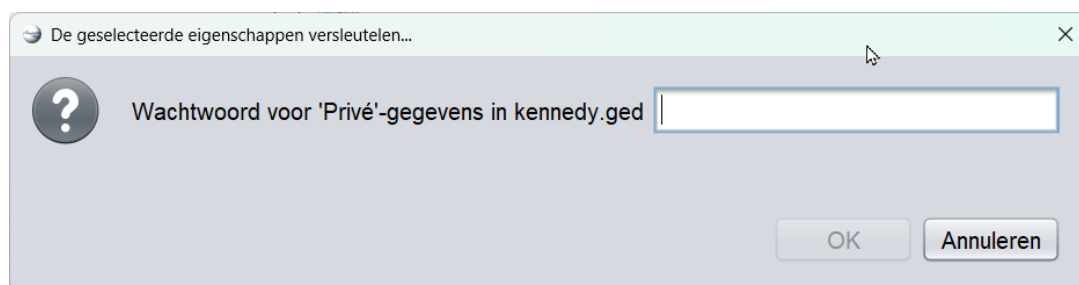 De geselecteerde eigenschappen versleutelen...
Wachtwoord voor 'Privé'-gegevens in kennedy.ged
OK Annuleren